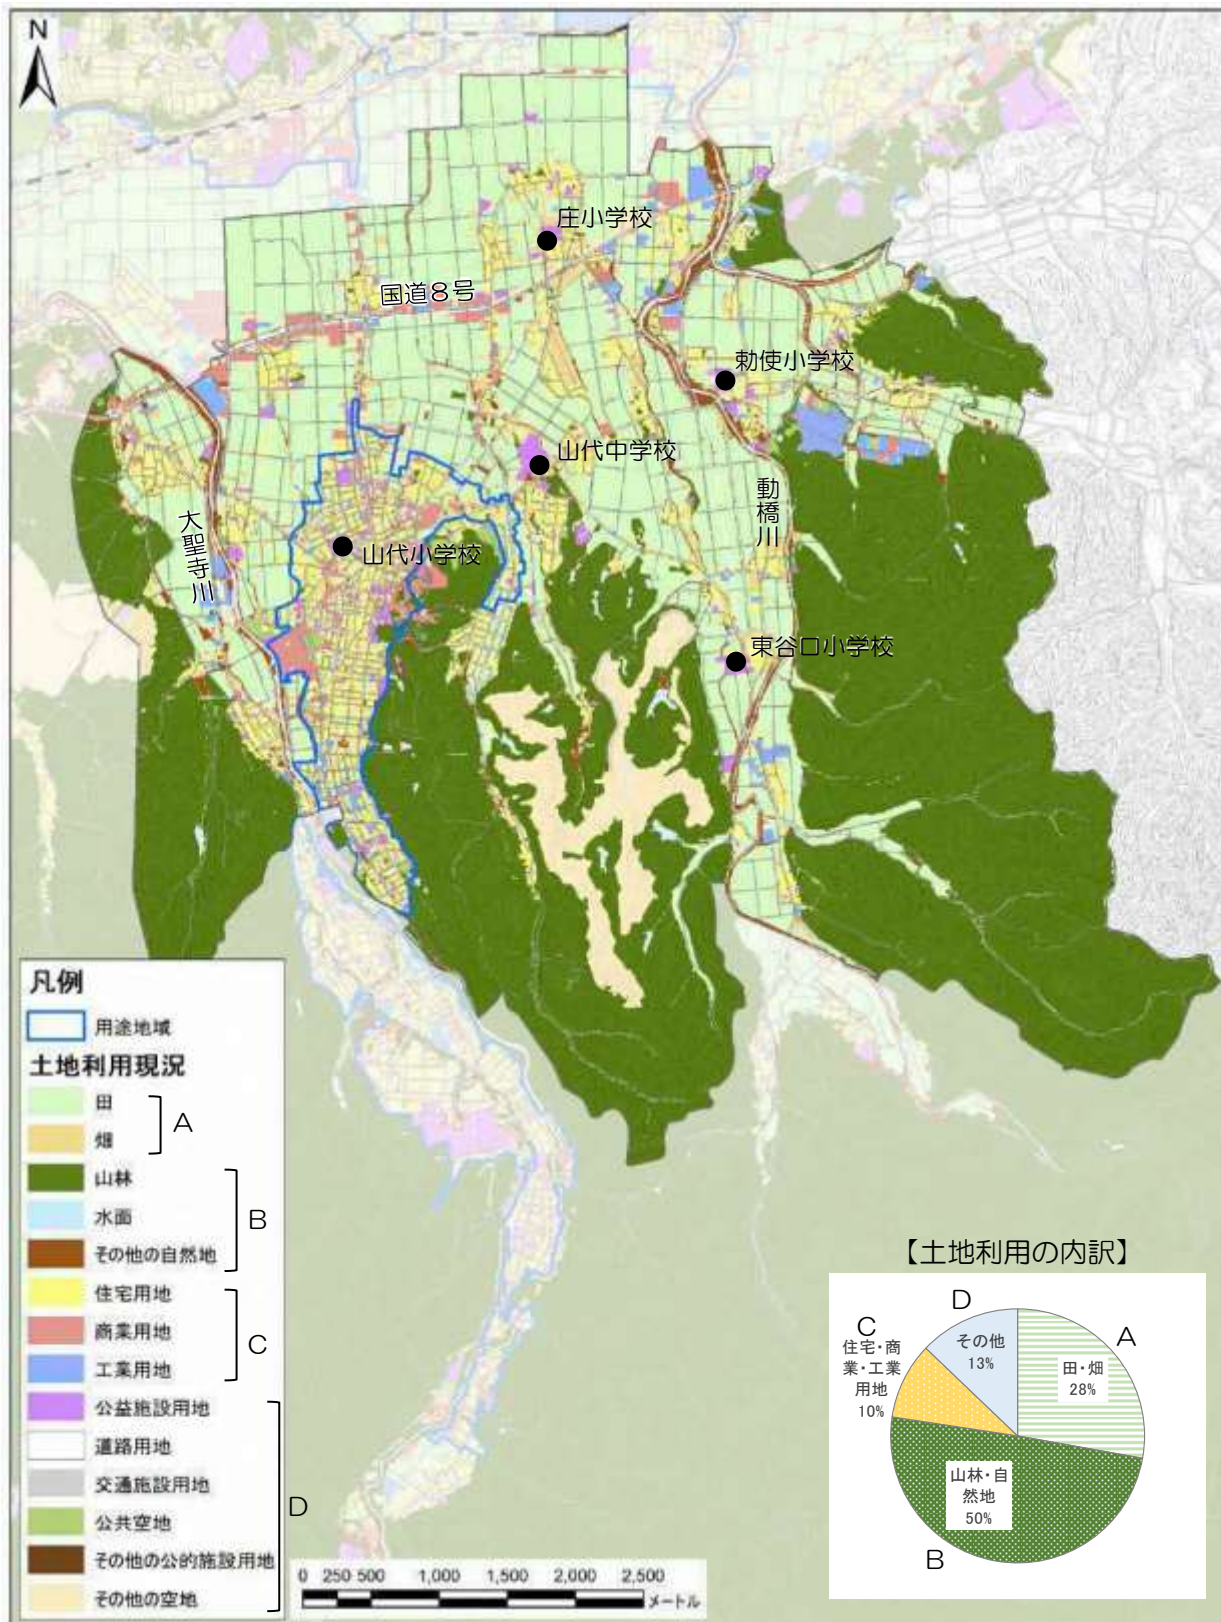 N
庄小学校
国道8号
勅使小学校
山代中学校
動橋川
大聖寺川
山代小学校
東谷口小学校
凡例
用途地域
土地利用現況
田
畑
A
山林
水面
その他の自然地
B
住宅用地
商業用地
工業用地
C
公益施設用地
道路用地
交通施設用地
公共空地
その他の公的施設用地
その他の空地
D
0 250 500 1,000 1,500 2,000 2,500
メートル
【土地利用の内訳】
D
その他
13%
C
住宅・商
業・工業
用地
10%
A
田・畑
28%
山林・自
然地
50%
B